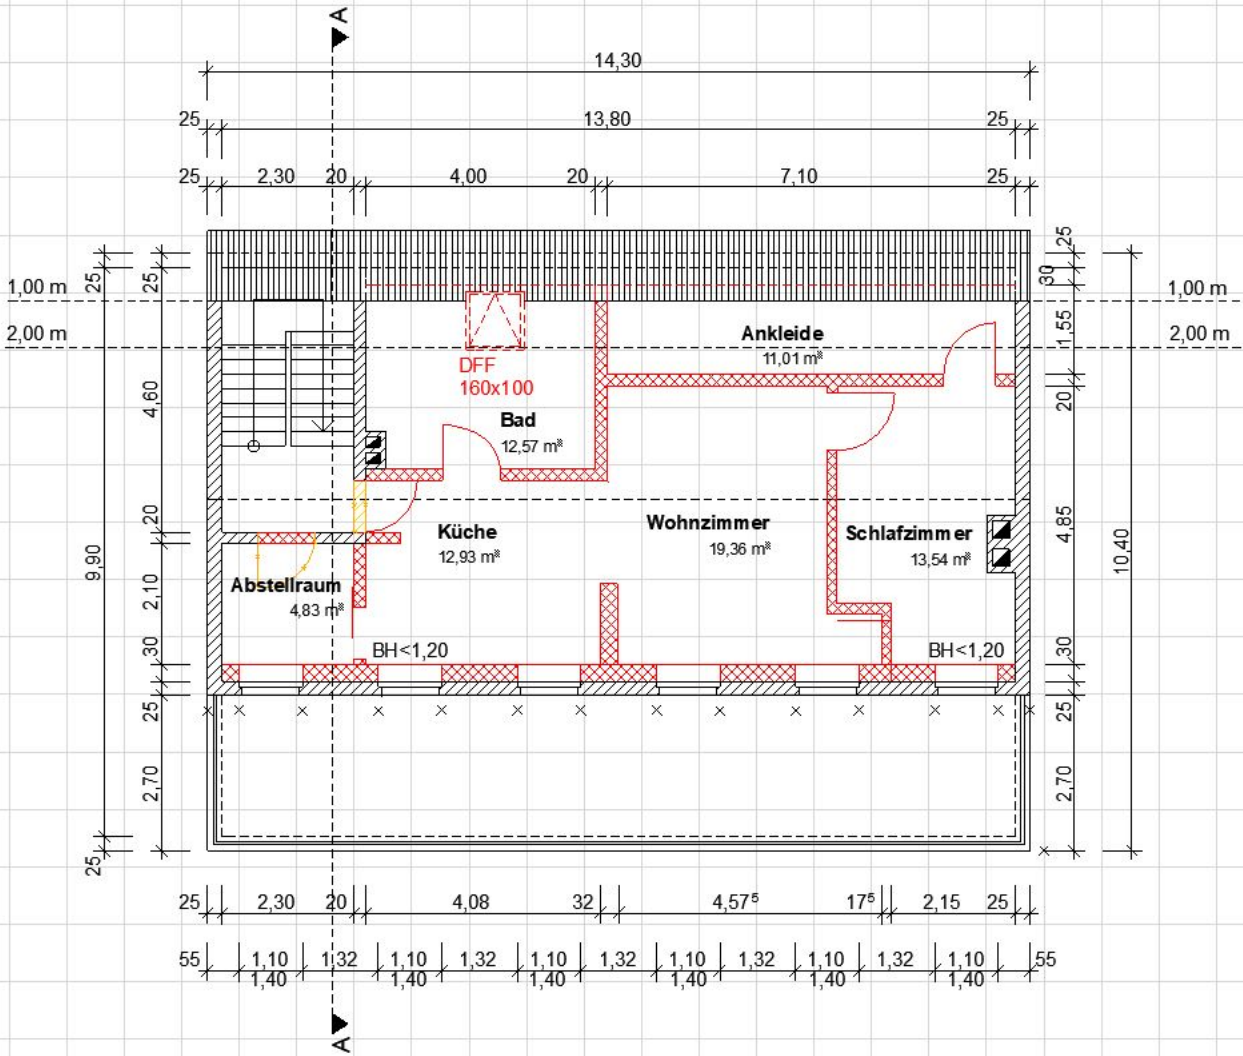 A
14,30
25 13,80 25
25 2,30 20 4,00 20 7,10 25
25
25 25 30
1,00 m 1,00 m
2,00 m 2,00 m
Ankleide
11,01 m²
1,55
DFF
160x100
4,60
20
Bad
12,57 m²
20
Küche
12,93 m²
Wohnzimmer
19,36 m²
Schlafzimmer
13,54 m²
4,85
10,40
9,90
2,10
Abstellraum
4,83 m²
BH<1,20 BH<1,20
30 30
25 25
2,70 2,70
25
25 2,30 20 4,08 32 4,57⁵ 17⁵ 2,15 25
55 1,10 1,32 1,10 1,32 1,10 1,32 1,10 1,32 1,10 1,32 1,10 55
1,40 1,40 1,40 1,40 1,40 1,40
A